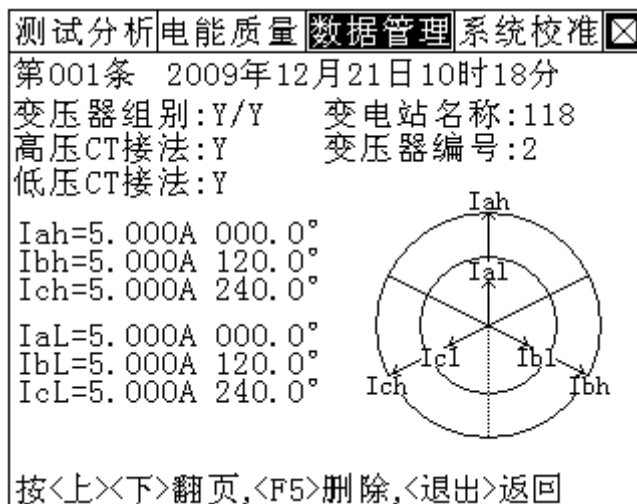 测试分析 电能质量 数据管理 系统校准
第001条 2009年12月21日10时18分
变压器组别:Y/Y 变电站名称:118
高压CT接法:Y 变压器编号:2
低压CT接法:Y
Iah=5.000A 000.0°
Ibh=5.000A 120.0°
Ich=5.000A 240.0°
IaL=5.000A 000.0°
IbL=5.000A 120.0°
IcL=5.000A 240.0°
Iah
Ial
Icl Ibl
Ich Ibh
按<上><下>翻页,<F5>删除,<退出>返回